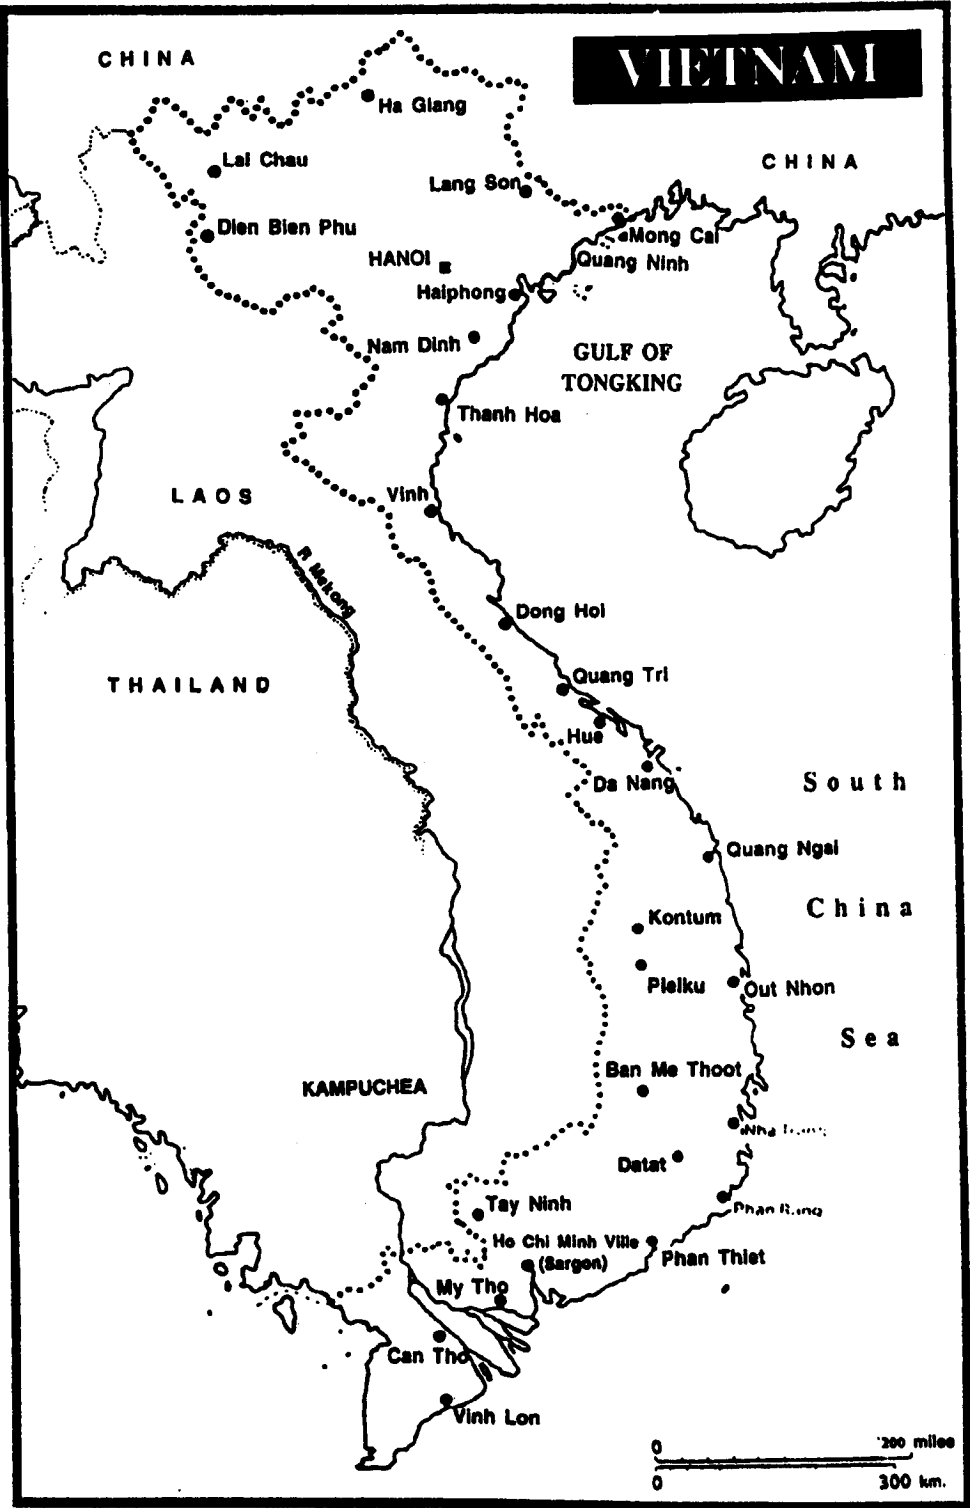 VIETNAM
CHINA
Ha Giang
Lai Chau
CHINA
Lang Son
Dien Bien Phu
Mong Cai
HANOI
Quang Ninh
Haiphong
Nam Dinh
GULF OF
TONGKING
Thanh Hoa
LAOS
Vinh
R Mekong
Dong Hoi
THAILAND
Quang Tri
Hue
Da Nang
South
Quang Ngai
China
Kontum
Pleiku
Out Nhon
Sea
Ban Me Thoot
KAMPUCHEA
Nha
Datat
Tay Ninh
Phan
Ho Chi Minh Ville
(Sargon)
Phan Thiet
My Tho
Can Tho
Vinh Lon
0 200 miles
0 300 km.